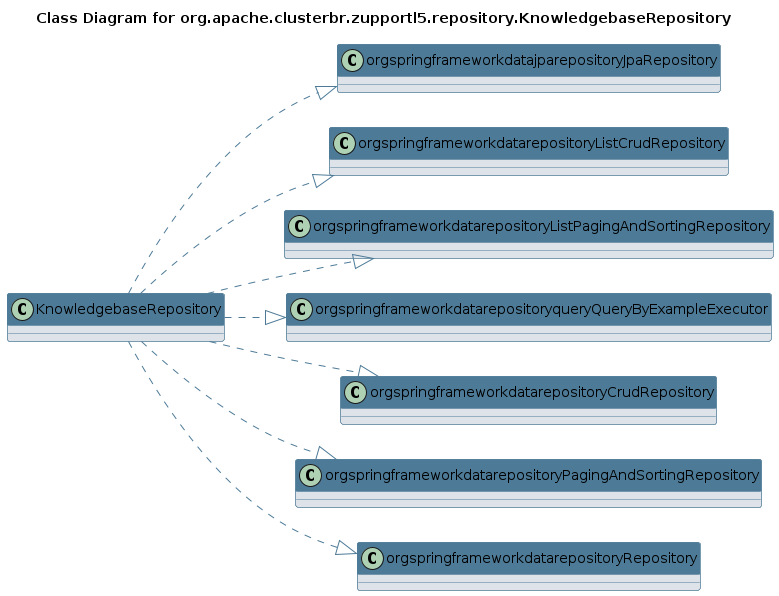 Class Diagram for org.apache.clusterbr.zupportl5.repository.KnowledgebaseRepository
C orgspringframeworkdatajparepositoryJpaRepository
C orgspringframeworkdatarepositoryListCrudRepository
C orgspringframeworkdatarepositoryListPagingAndSortingRepository
C KnowledgebaseRepository
C orgspringframeworkdatarepositoryqueryQueryByExampleExecutor
C orgspringframeworkdatarepositoryCrudRepository
C orgspringframeworkdatarepositoryPagingAndSortingRepository
C orgspringframeworkdatarepositoryRepository